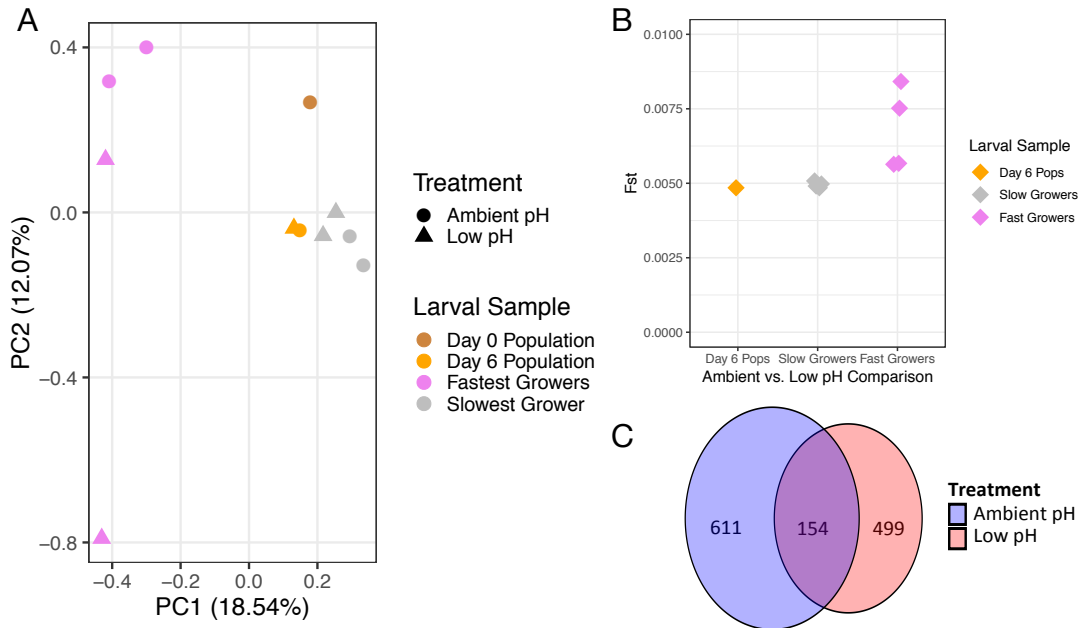 A
PC2 (12.07%)
0.4
0.0
−0.4
−0.8
−0.4
−0.2
0.0
0.2
PC1 (18.54%)
Treatment
Ambient pH
Low pH
Larval Sample
Day 0 Population
Day 6 Population
Fastest Growers
Slowest Grower
B
Fst
0.0100
0.0075
0.0050
0.0025
0.0000
Day 6 Pops Slow Growers Fast Growers
Ambient vs. Low pH Comparison
Larval Sample
Day 6 Pops
Slow Growers
Fast Growers
C
611 154 499
Treatment
Ambient pH
Low pH